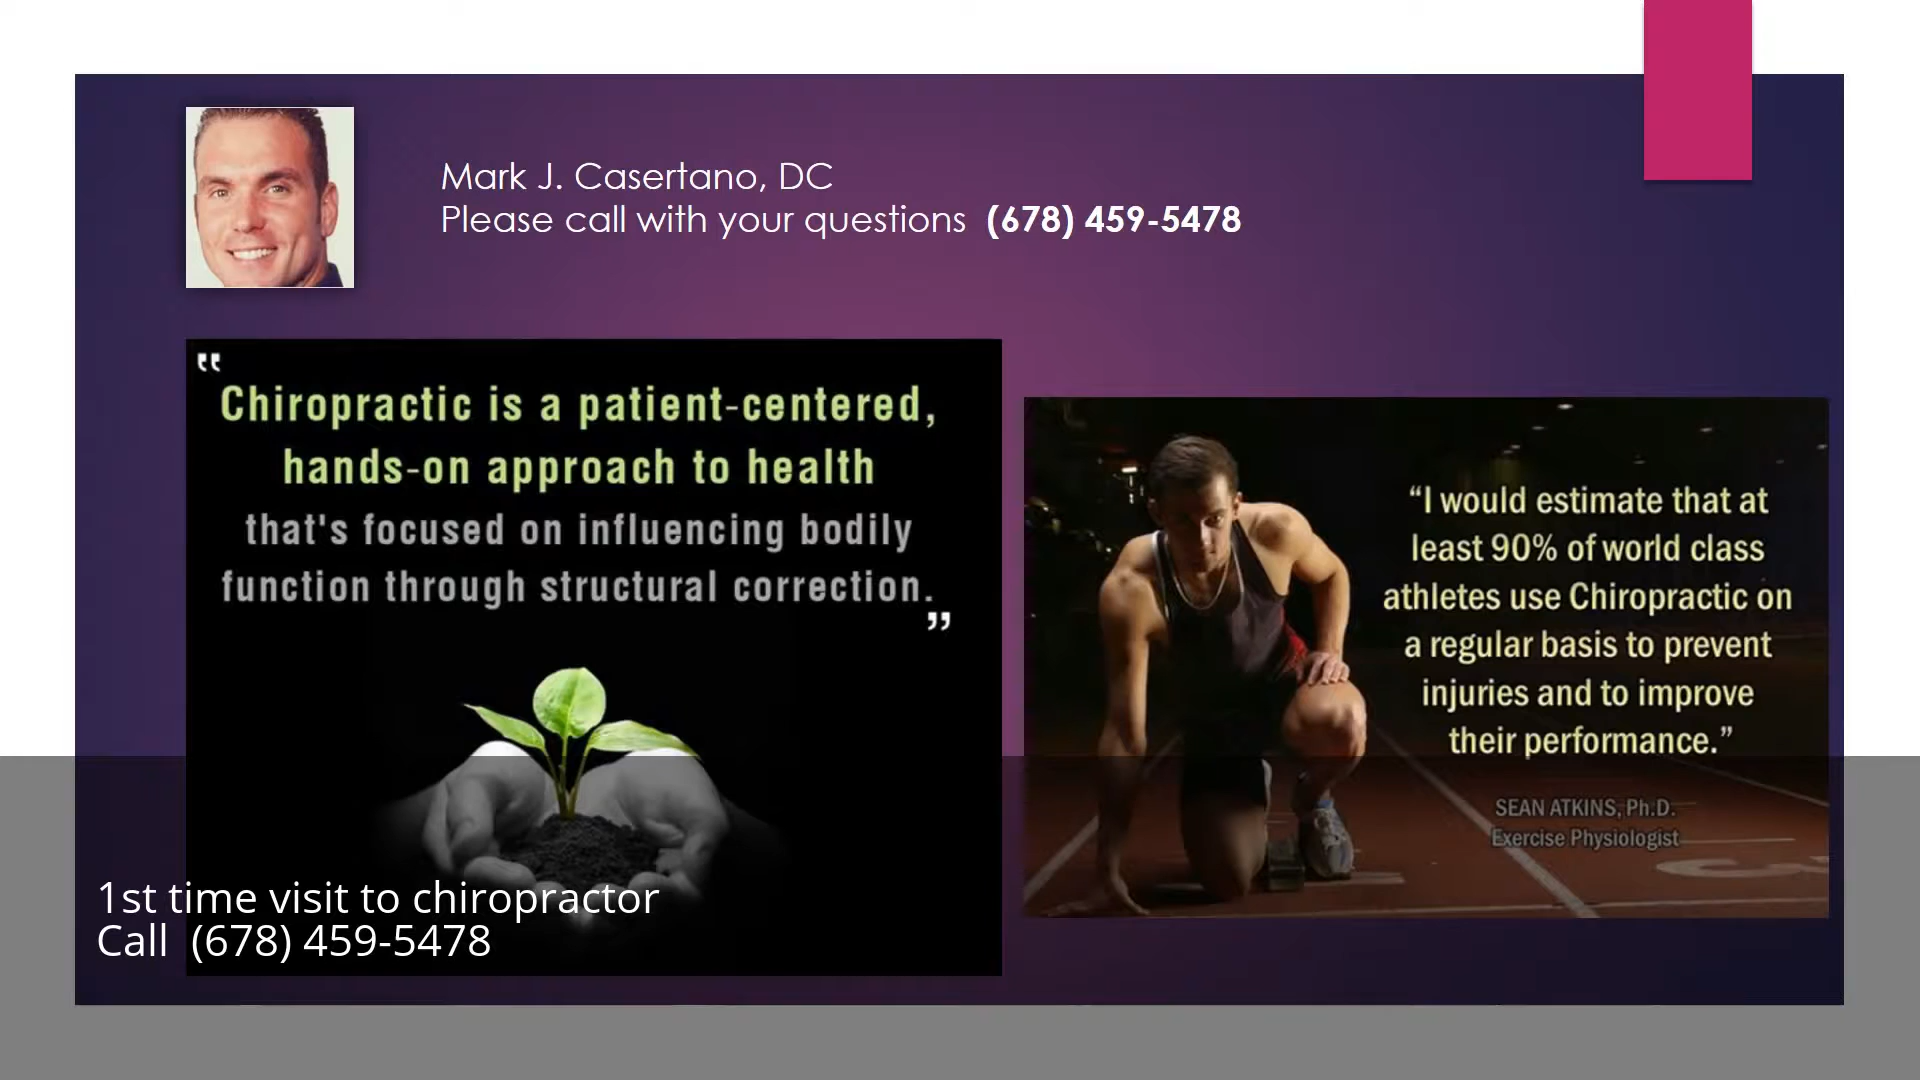 Mark J. Casertano, DC
Please call with your questions  (678) 459-5478
"
Chiropractic is a patient-centered,
hands-on approach to health
that's focused on influencing bodily
function through structural correction.
"
“I would estimate that at
least 90% of world class
athletes use Chiropractic on
a regular basis to prevent
injuries and to improve
their performance.”
SEAN ATKINS, Ph.D.
Exercise Physiologist
1st time visit to chiropractor
Call  (678) 459-5478